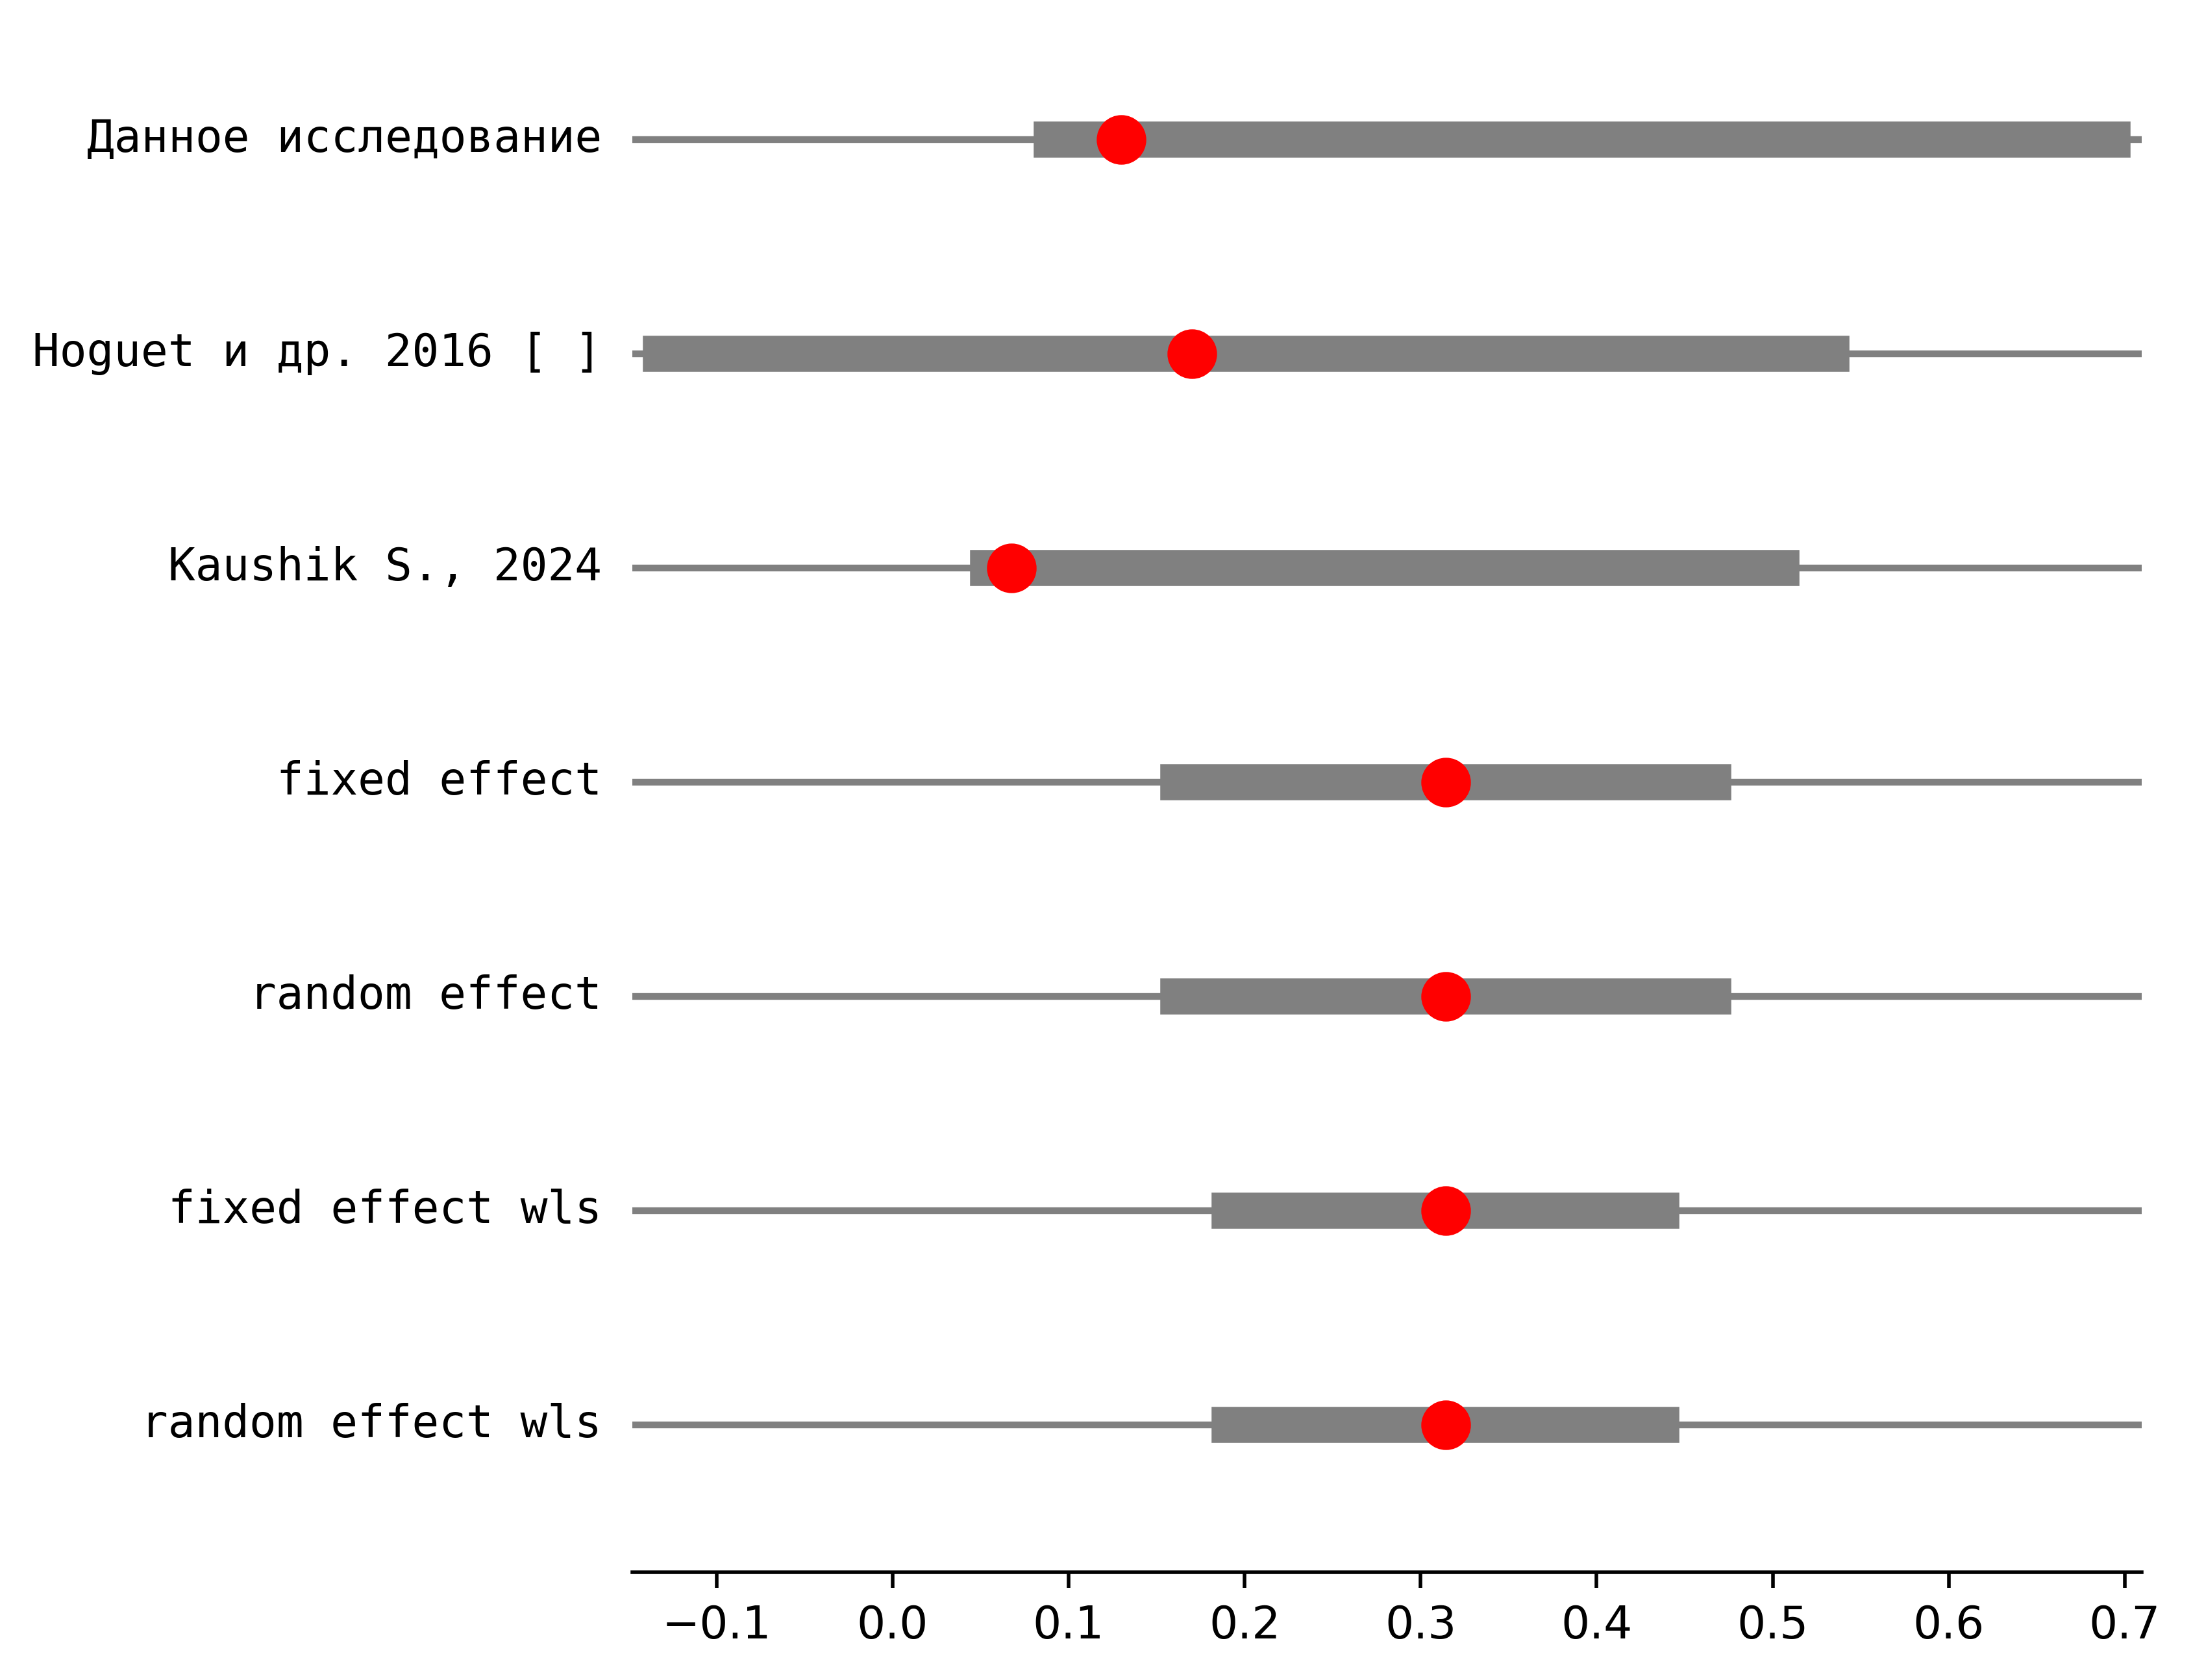 Данное исследование
Hoguet и др. 2016 [ ]
Kaushik S., 2024
fixed effect
random effect
fixed effect wls
random effect wls
−0.1 0.0 0.1 0.2 0.3 0.4 0.5 0.6 0.7